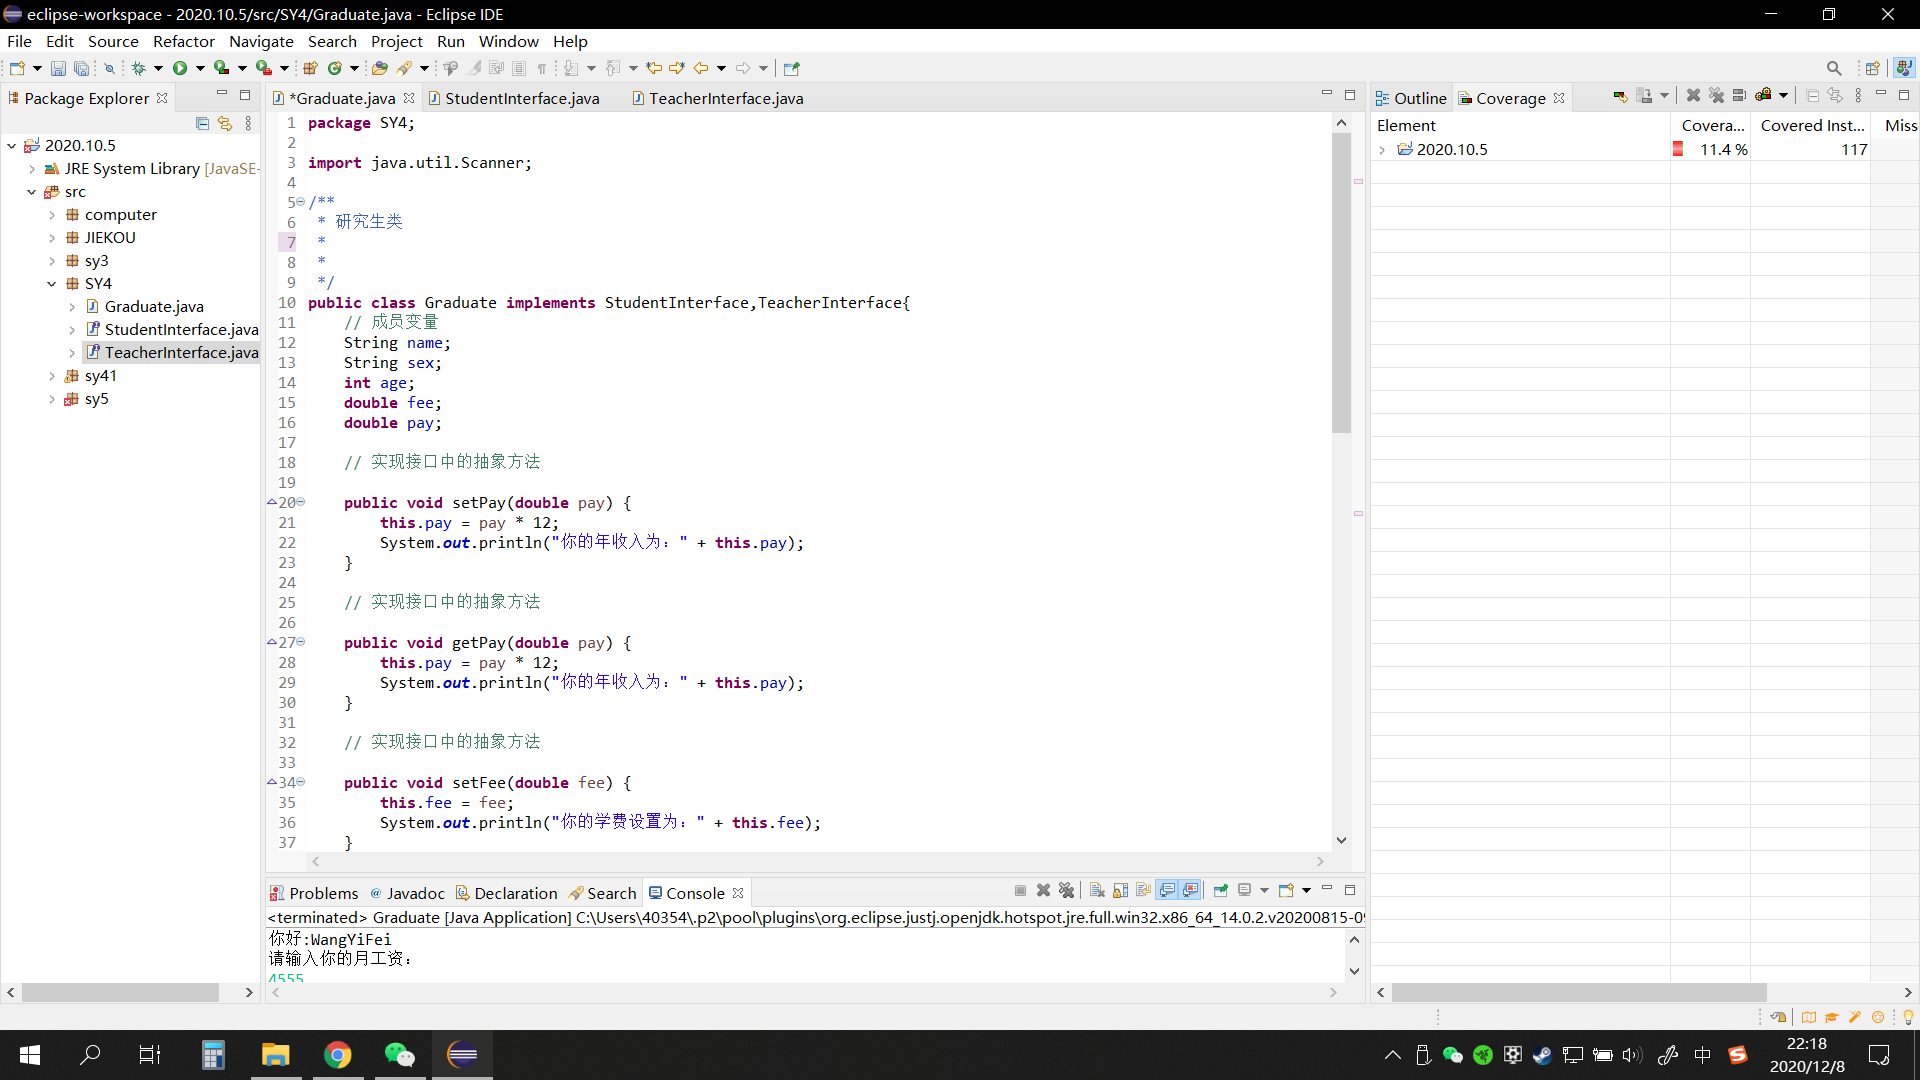 eclipse-workspace - 2020.10.5/src/SY4/Graduate.java - Eclipse IDE
File Edit Source Refactor Navigate Search Project Run Window Help
Package Explorer
2020.10.5
JRE System Library [JavaSE-
src
computer
JIEKOU
sy3
SY4
Graduate.java
StudentInterface.java
TeacherInterface.java
sy41
sy5
*Graduate.java StudentInterface.java TeacherInterface.java
1 package SY4;
2
3 import java.util.Scanner;
4
5 /**
6 * 研究生类
7 *
8 *
9 */
10 public class Graduate implements StudentInterface,TeacherInterface{
11 // 成员变量
12 String name;
13 String sex;
14 int age;
15 double fee;
16 double pay;
17
18 // 实现接口中的抽象方法
19
20 public void setPay(double pay) {
21 this.pay = pay * 12;
22 System.out.println("你的年收入为：" + this.pay);
23 }
24
25 // 实现接口中的抽象方法
26
27 public void getPay(double pay) {
28 this.pay = pay * 12;
29 System.out.println("你的年收入为：" + this.pay);
30 }
31
32 // 实现接口中的抽象方法
33
34 public void setFee(double fee) {
35 this.fee = fee;
36 System.out.println("你的学费设置为：" + this.fee);
37 }
Problems Javadoc Declaration Search Console
<terminated> Graduate [Java Application] C:\Users\40354\.p2\pool\plugins\org.eclipse.justj.openjdk.hotspot.jre.full.win32.x86_64_14.0.2.v20200815-09
你好:WangYiFei
请输入你的月工资：
4555
Outline Coverage
Element Covera... Covered Inst... Miss
2020.10.5 11.4 % 117
中
22:18
2020/12/8